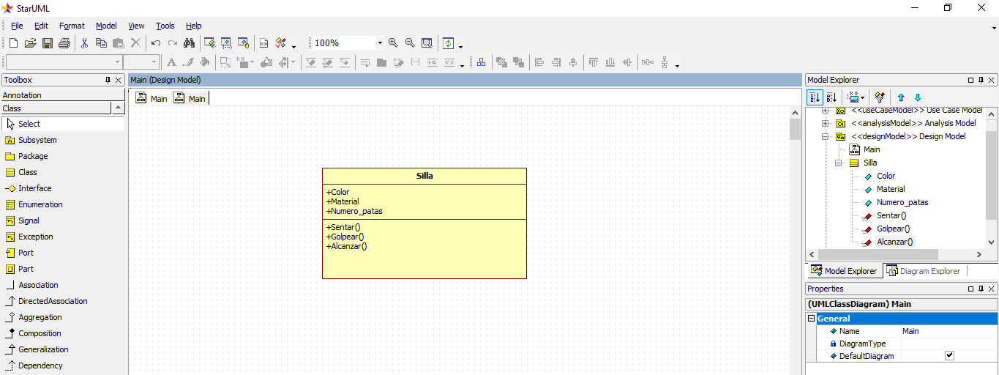 StarUML
File Edit Format Model View Tools Help
100%
Toolbox
Annotation
Class
Select
Subsystem
Package
Class
Interface
Enumeration
Signal
Exception
Port
Part
Association
DirectedAssociation
Aggregation
Composition
Generalization
Dependency
Main (Design Model)
Main Main
Silla
+Color
+Material
+Numero_patas
+Sentar()
+Golpear()
+Alcanzar()
Model Explorer
<<useCaseModel>> Use Case Model
<<analysisModel>> Analysis Model
<<designModel>> Design Model
Main
Silla
Color
Material
Numero_patas
Sentar()
Golpear()
Alcanzar()
Model Explorer Diagram Explorer
Properties
(UMLClassDiagram) Main
General
Name Main
DiagramType
DefaultDiagram